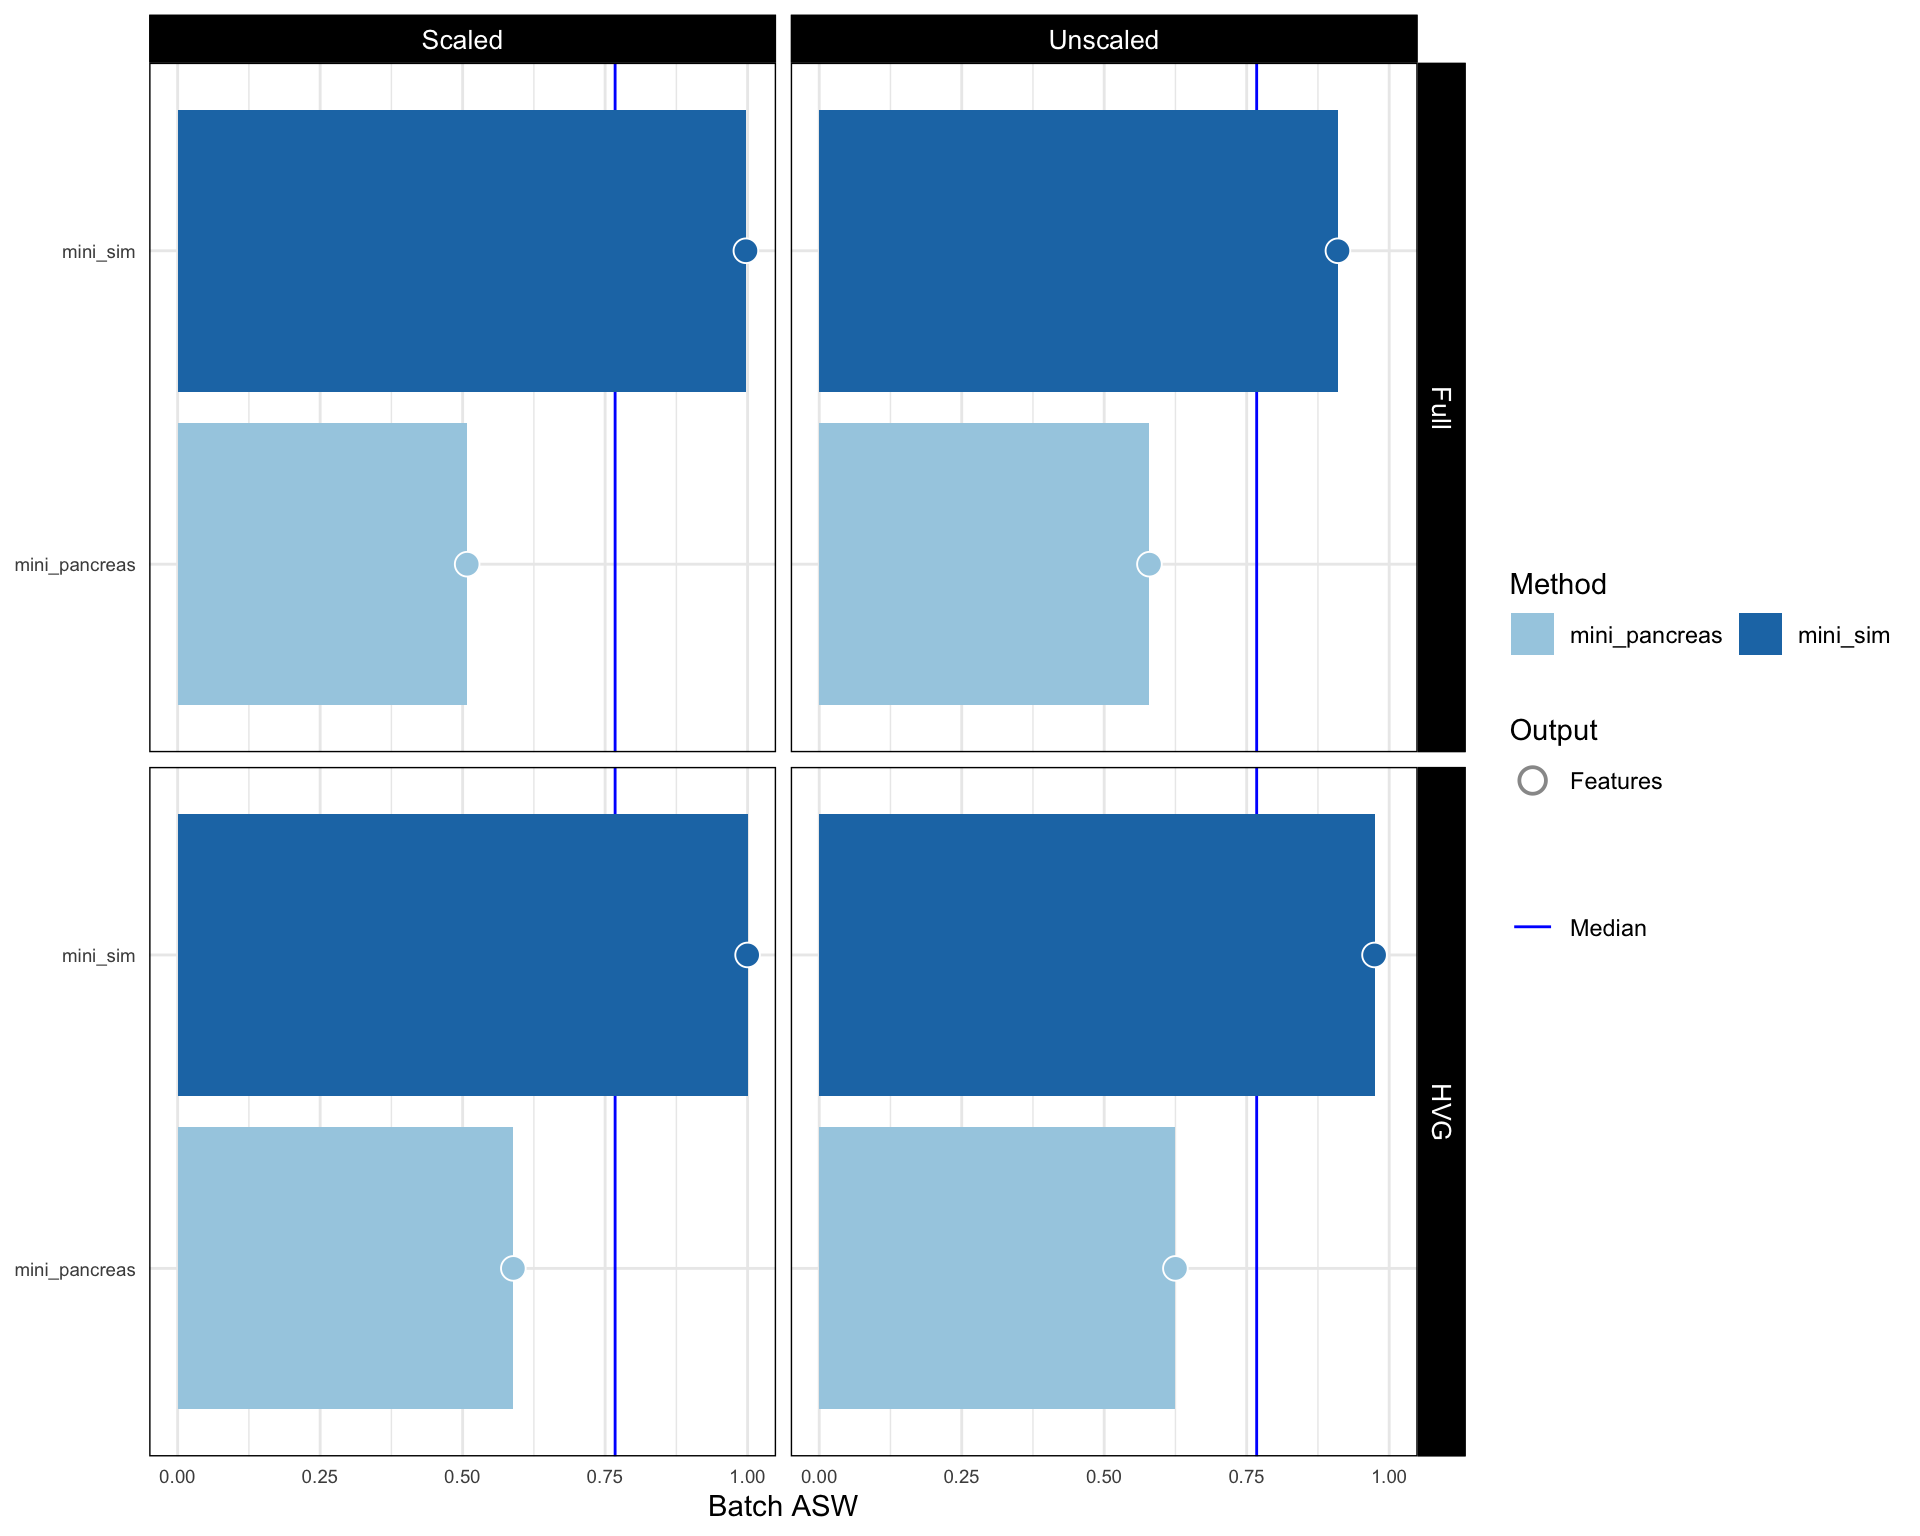 Scaled
Unscaled
mini_sim
mini_pancreas
Full
mini_sim
mini_pancreas
HVG
0.00 0.25 0.50 0.75 1.00 0.00 0.25 0.50 0.75 1.00
Batch ASW
Method
mini_pancreas mini_sim
Output
Features
Median